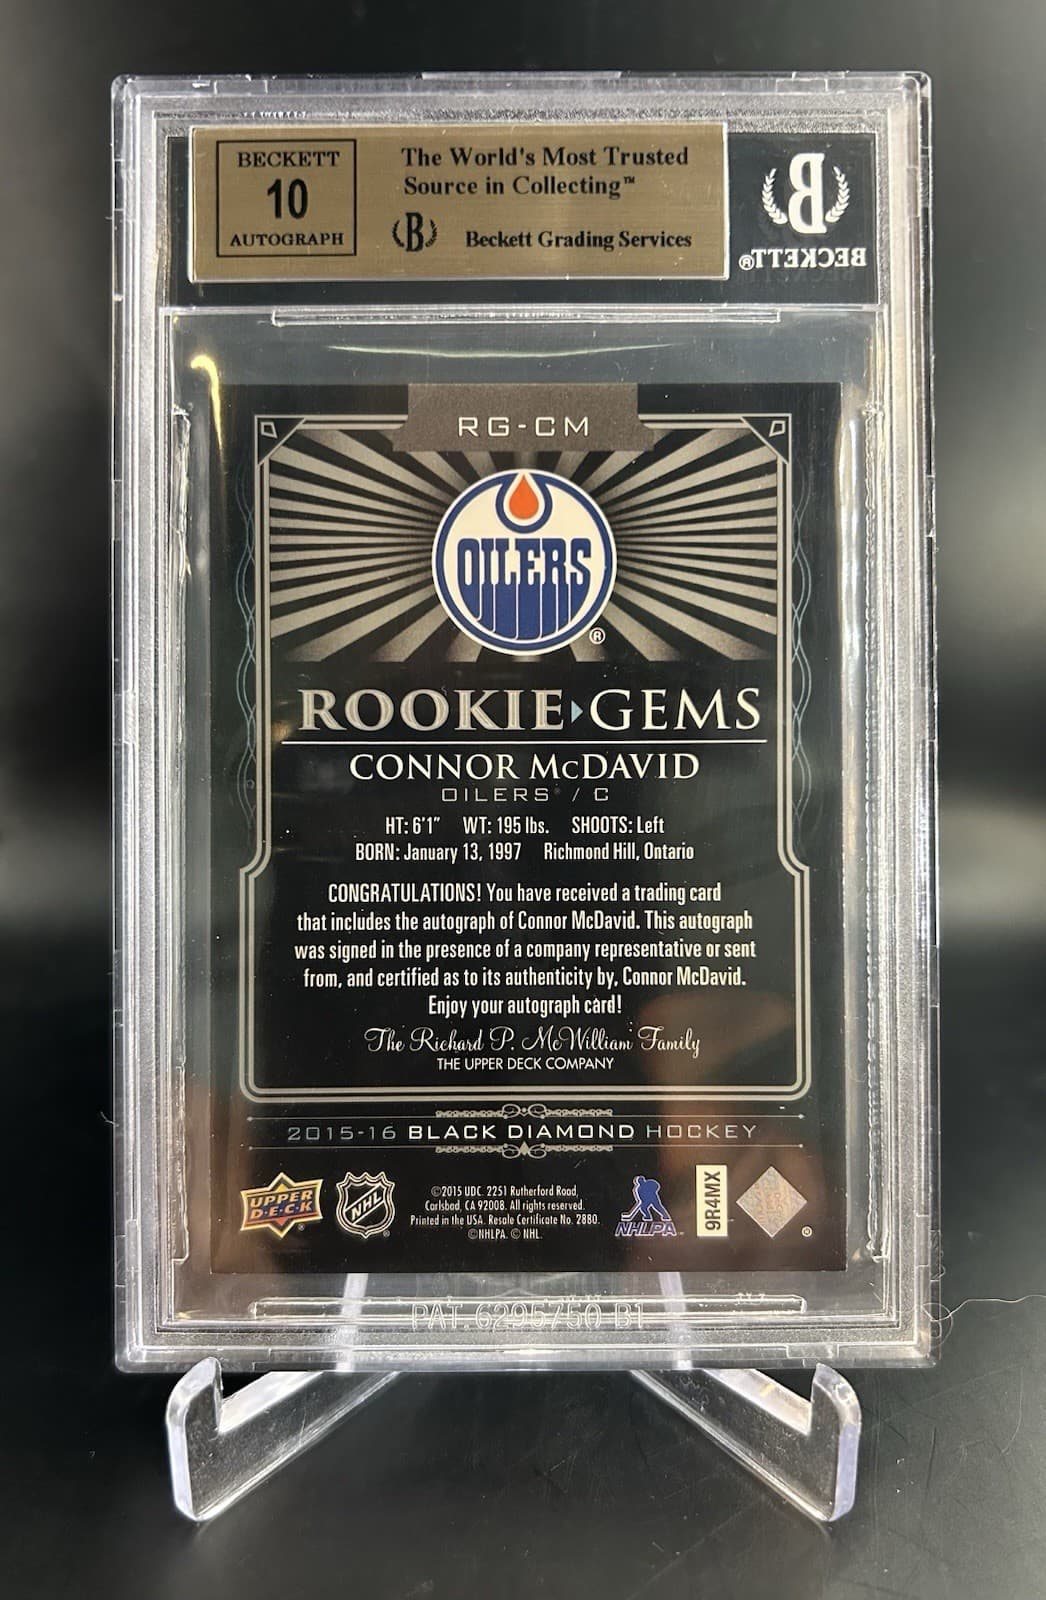 BECKETT
10
AUTOGRAPH
The World's Most Trusted
Source in Collecting™
B
Beckett Grading Services
B
BECKETT®
RG-CM
OILERS
®
ROOKIE GEMS
CONNOR McDAVID
OILERS® / C
HT: 6'1" WT: 195 lbs. SHOOTS: Left
BORN: January 13, 1997 Richmond Hill, Ontario
CONGRATULATIONS! You have received a trading card
that includes the autograph of Connor McDavid. This autograph
was signed in the presence of a company representative or sent
from, and certified as to its authenticity by, Connor McDavid.
Enjoy your autograph card!
The Richard P. McWilliam Family
THE UPPER DECK COMPANY
2015-16 BLACK DIAMOND HOCKEY
UPPER
D·E·C·K
NHL
©2015 UDC. 2251 Rutherford Road,
Carlsbad, CA 92008. All rights reserved.
Printed in the USA. Resale Certificate No. 2880.
©NHLPA. © NHL.
NHLPA
9R4MX
®
PAT. 6295750 B1